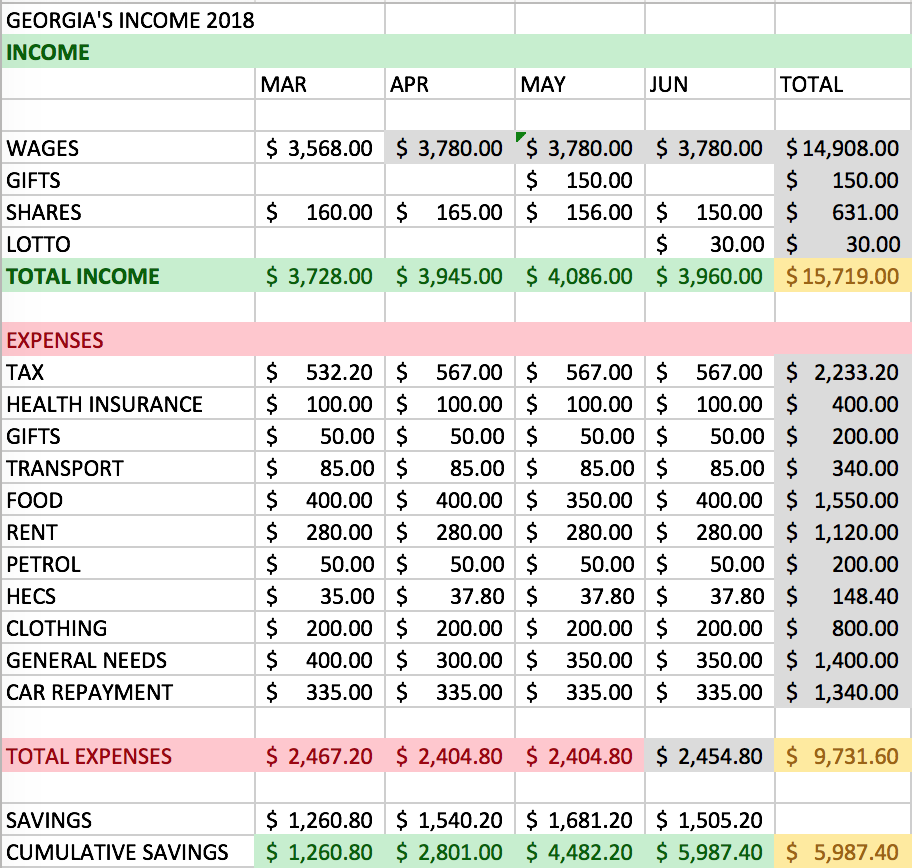 GEORGIA'S INCOME 2018
INCOME
MAR APR MAY JUN TOTAL
WAGES $ 3,568.00 $ 3,780.00 $ 3,780.00 $ 3,780.00 $ 14,908.00
GIFTS $ 150.00 $ 150.00
SHARES $ 160.00 $ 165.00 $ 156.00 $ 150.00 $ 631.00
LOTTO $ 30.00 $ 30.00
TOTAL INCOME $ 3,728.00 $ 3,945.00 $ 4,086.00 $ 3,960.00 $ 15,719.00
EXPENSES
TAX $ 532.20 $ 567.00 $ 567.00 $ 567.00 $ 2,233.20
HEALTH INSURANCE $ 100.00 $ 100.00 $ 100.00 $ 100.00 $ 400.00
GIFTS $ 50.00 $ 50.00 $ 50.00 $ 50.00 $ 200.00
TRANSPORT $ 85.00 $ 85.00 $ 85.00 $ 85.00 $ 340.00
FOOD $ 400.00 $ 400.00 $ 350.00 $ 400.00 $ 1,550.00
RENT $ 280.00 $ 280.00 $ 280.00 $ 280.00 $ 1,120.00
PETROL $ 50.00 $ 50.00 $ 50.00 $ 50.00 $ 200.00
HECS $ 35.00 $ 37.80 $ 37.80 $ 37.80 $ 148.40
CLOTHING $ 200.00 $ 200.00 $ 200.00 $ 200.00 $ 800.00
GENERAL NEEDS $ 400.00 $ 300.00 $ 350.00 $ 350.00 $ 1,400.00
CAR REPAYMENT $ 335.00 $ 335.00 $ 335.00 $ 335.00 $ 1,340.00
TOTAL EXPENSES $ 2,467.20 $ 2,404.80 $ 2,404.80 $ 2,454.80 $ 9,731.60
SAVINGS $ 1,260.80 $ 1,540.20 $ 1,681.20 $ 1,505.20
CUMULATIVE SAVINGS $ 1,260.80 $ 2,801.00 $ 4,482.20 $ 5,987.40 $ 5,987.40